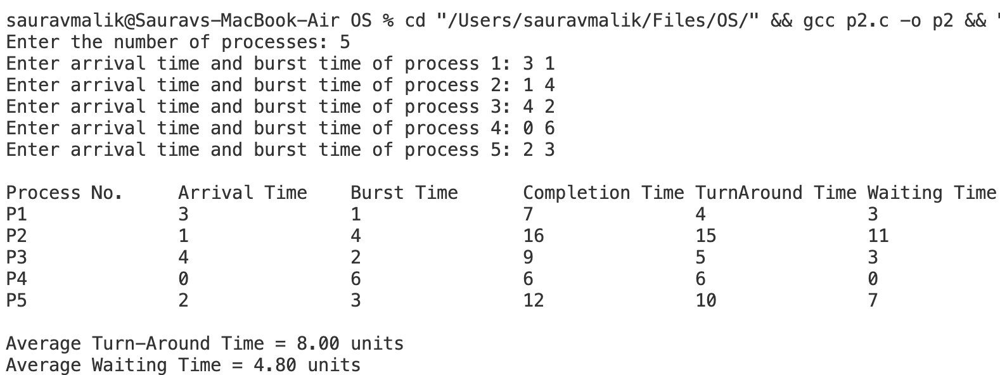 sauravmalik@Sauravs-MacBook-Air OS % cd "/Users/sauravmalik/Files/OS/" && gcc p2.c -o p2 && "
Enter the number of processes: 5
Enter arrival time and burst time of process 1: 3 1
Enter arrival time and burst time of process 2: 1 4
Enter arrival time and burst time of process 3: 4 2
Enter arrival time and burst time of process 4: 0 6
Enter arrival time and burst time of process 5: 2 3
Process No. Arrival Time Burst Time Completion Time TurnAround Time Waiting Time
P1 3 1 7 4 3
P2 1 4 16 15 11
P3 4 2 9 5 3
P4 0 6 6 6 0
P5 2 3 12 10 7
Average Turn-Around Time = 8.00 units
Average Waiting Time = 4.80 units